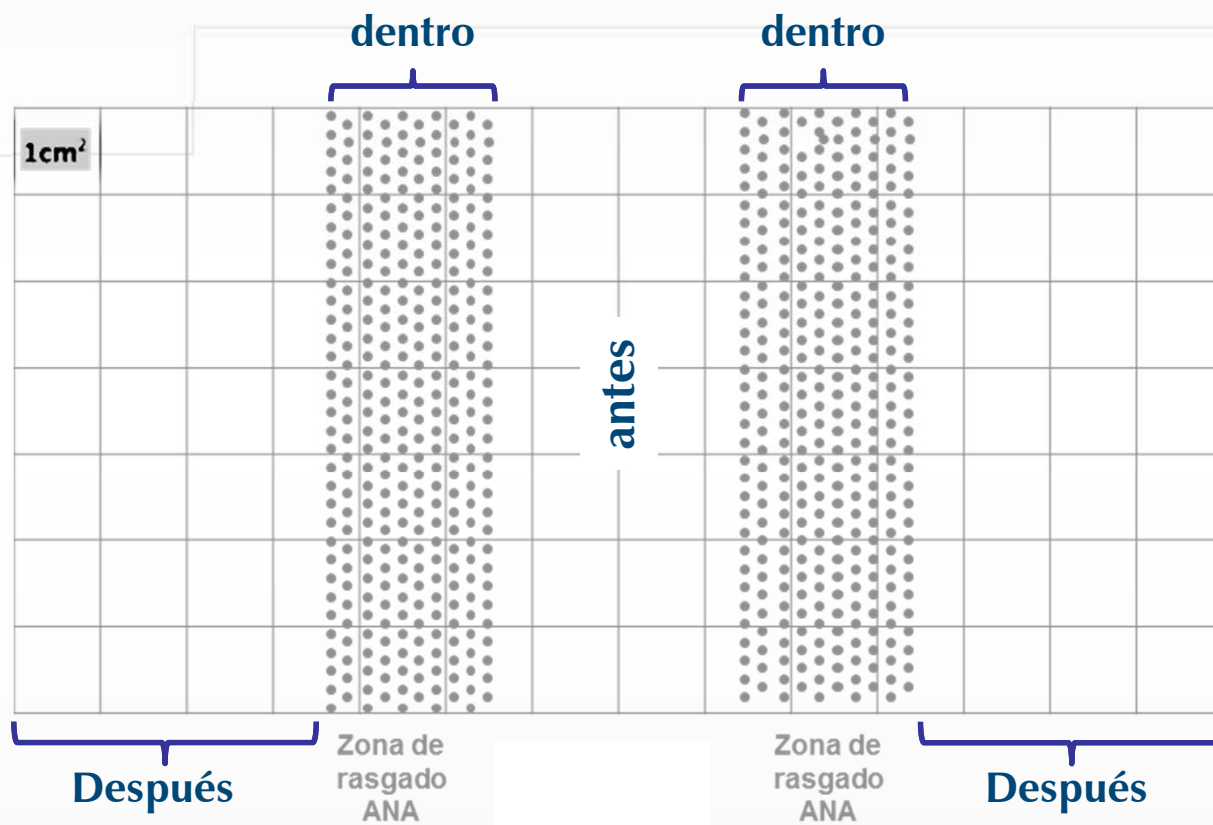 dentro
dentro
1cm²
antes
Después
Zona de
rasgado
ANA
Zona de
rasgado
ANA
Después